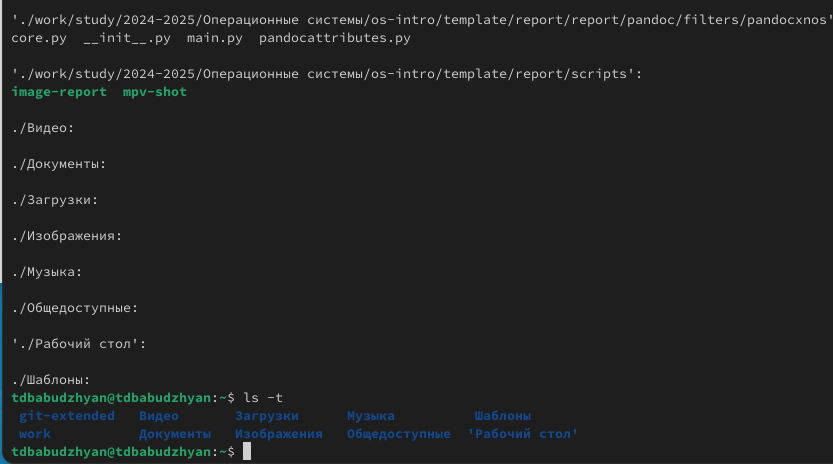 './work/study/2024-2025/Операционные системы/os-intro/template/report/report/pandoc/filters/pandocxnos'
core.py  __init__.py  main.py  pandocattributes.py
'./work/study/2024-2025/Операционные системы/os-intro/template/report/scripts':
image-report  mpv-shot
./Видео:
./Документы:
./Загрузки:
./Изображения:
./Музыка:
./Общедоступные:
'./Рабочий стол':
./Шаблоны:
tdbabudzhyan@tdbabudzhyan:~$ ls -t
git-extended  Видео  Загрузки  Музыка  Шаблоны
work  Документы  Изображения  Общедоступные  'Рабочий стол'
tdbabudzhyan@tdbabudzhyan:~$